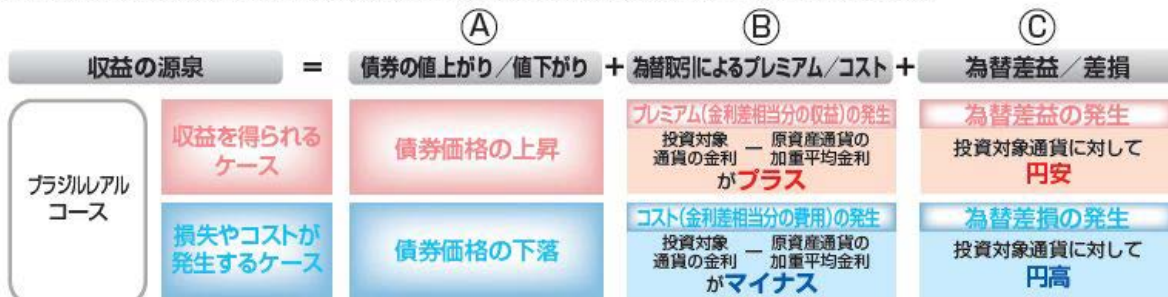 Ⓐ Ⓑ Ⓒ
収益の源泉 = 債券の値上がり/値下がり + 為替取引によるプレミアム/コスト + 為替差益/差損
ブラジルレアル
コース
収益を得られる
ケース
債券価格の上昇
プレミアム(金利差相当分の収益)の発生
投資対象
通貨の金利
ー
原資産通貨の
加重平均金利
がプラス
為替差益の発生
投資対象通貨に対して
円安
損失やコストが
発生するケース
債券価格の下落
コスト(金利差相当分の費用)の発生
投資対象
通貨の金利
ー
原資産通貨の
加重平均金利
がマイナス
為替差損の発生
投資対象通貨に対して
円高